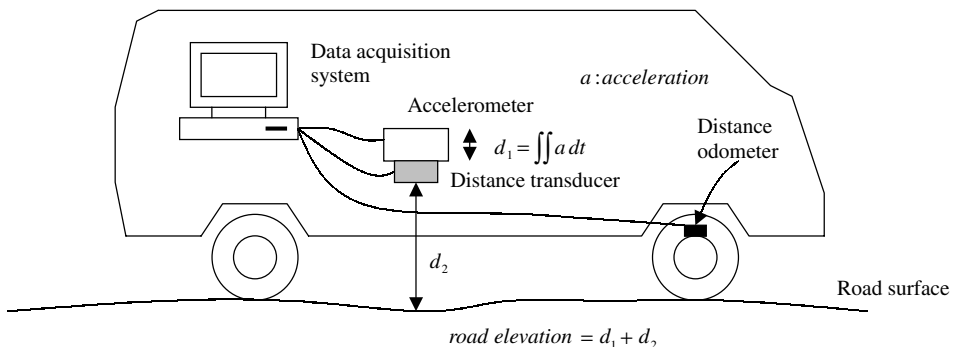 Data acquisition
system
a : acceleration
Accelerometer
Distance
odometer
d₁ = ∬ a dt
Distance transducer
d₂
Road surface
road elevation = d₁ + d₂